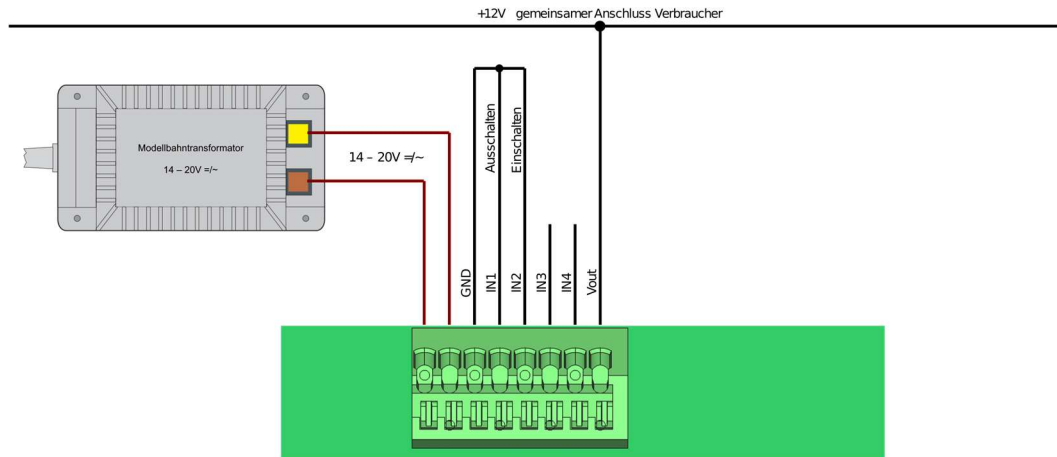 +12V gemeinsamer Anschluss Verbraucher
Modellbahntransformator
14 – 20V =/~
14 – 20V =/~
Ausschalten
Einschalten
GND
IN1
IN2
IN3
IN4
Vout